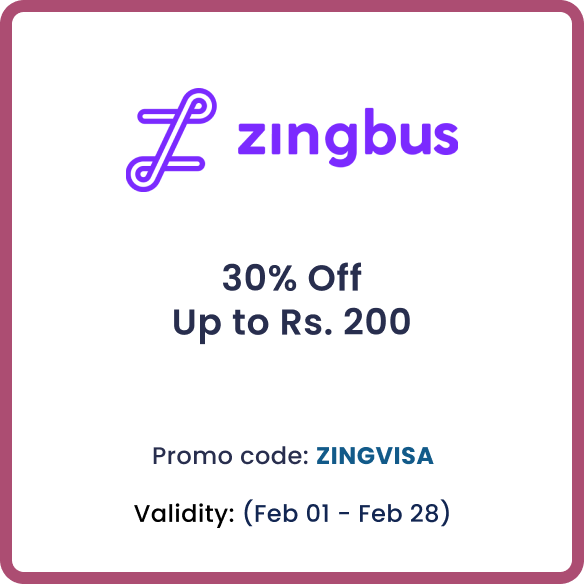 zingbus
30% Off
Up to Rs. 200
Promo code: ZINGVISA
Validity: (Feb 01 - Feb 28)